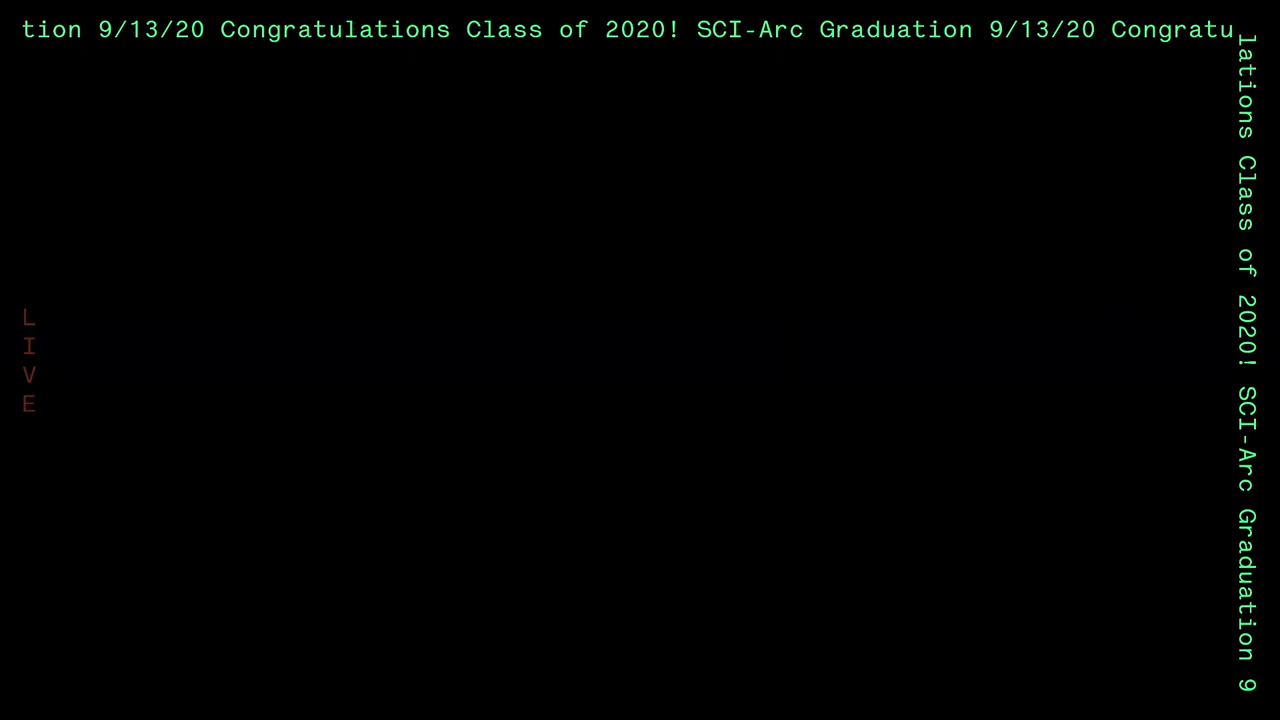 tion 9/13/20 Congratulations Class of 2020! SCI-Arc Graduation 9/13/20 Congratu
lations Class of 2020! SCI-Arc Graduation 9
LIVE